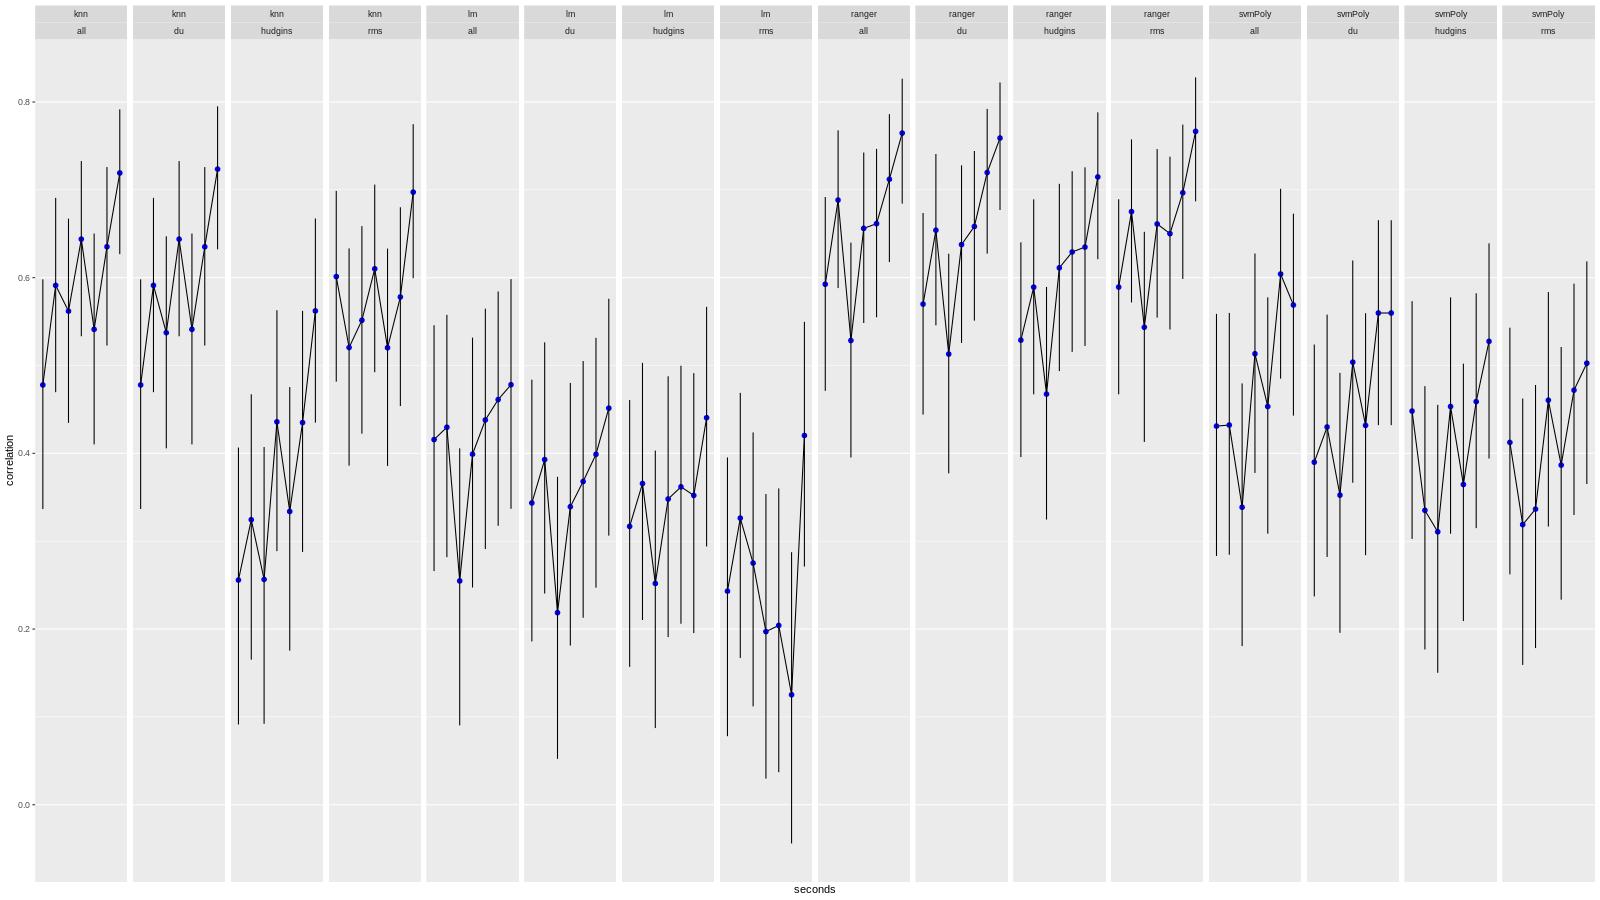 knn knn knn knn lm lm lm lm ranger ranger ranger ranger svmPoly svmPoly svmPoly svmPoly
all du hudgins rms all du hudgins rms all du hudgins rms all du hudgins rms
0.8
0.6
0.4
0.2
0.0
correlation
seconds